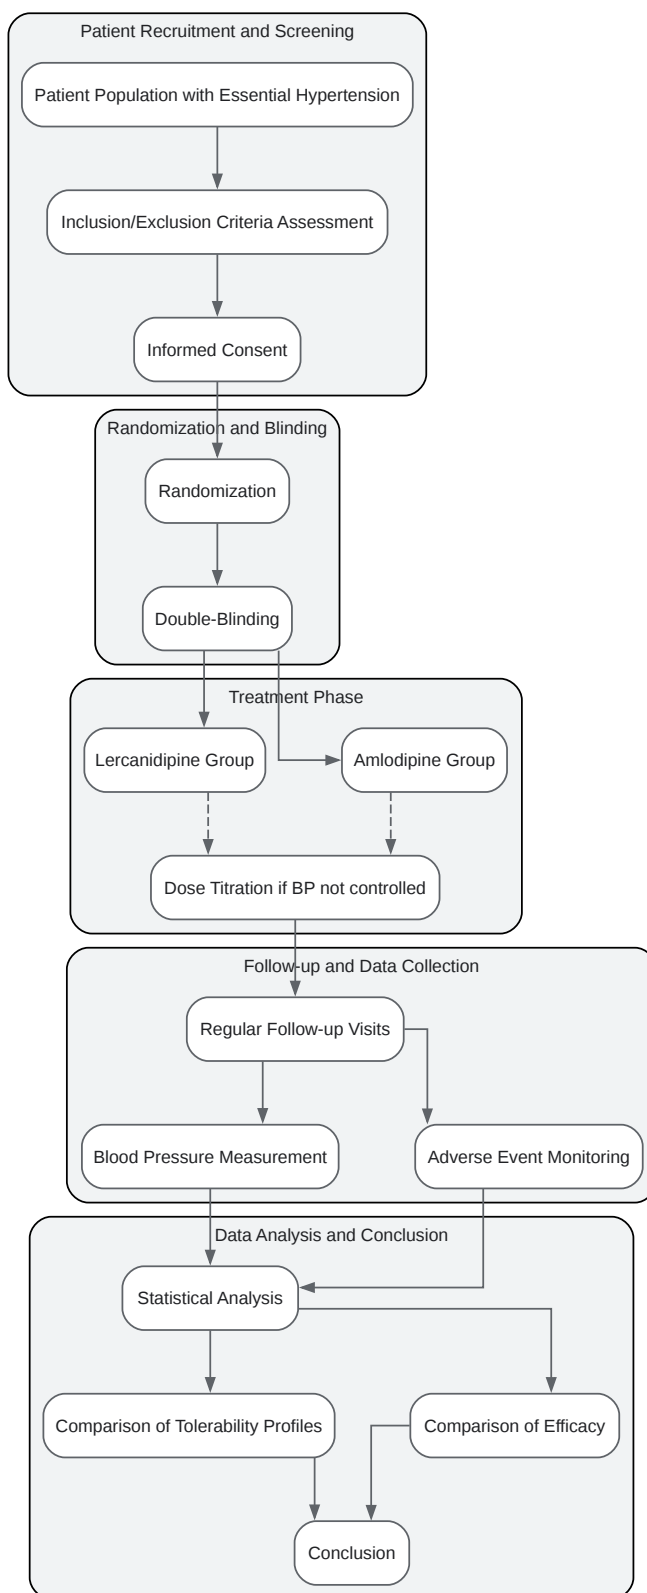 Patient Recruitment and Screening
Patient Population with Essential Hypertension
Inclusion/Exclusion Criteria Assessment
Informed Consent
Randomization and Blinding
Randomization
Double-Blinding
Treatment Phase
Lercanidipine Group
Amlodipine Group
Dose Titration if BP not controlled
Follow-up and Data Collection
Regular Follow-up Visits
Blood Pressure Measurement
Adverse Event Monitoring
Data Analysis and Conclusion
Statistical Analysis
Comparison of Tolerability Profiles
Comparison of Efficacy
Conclusion